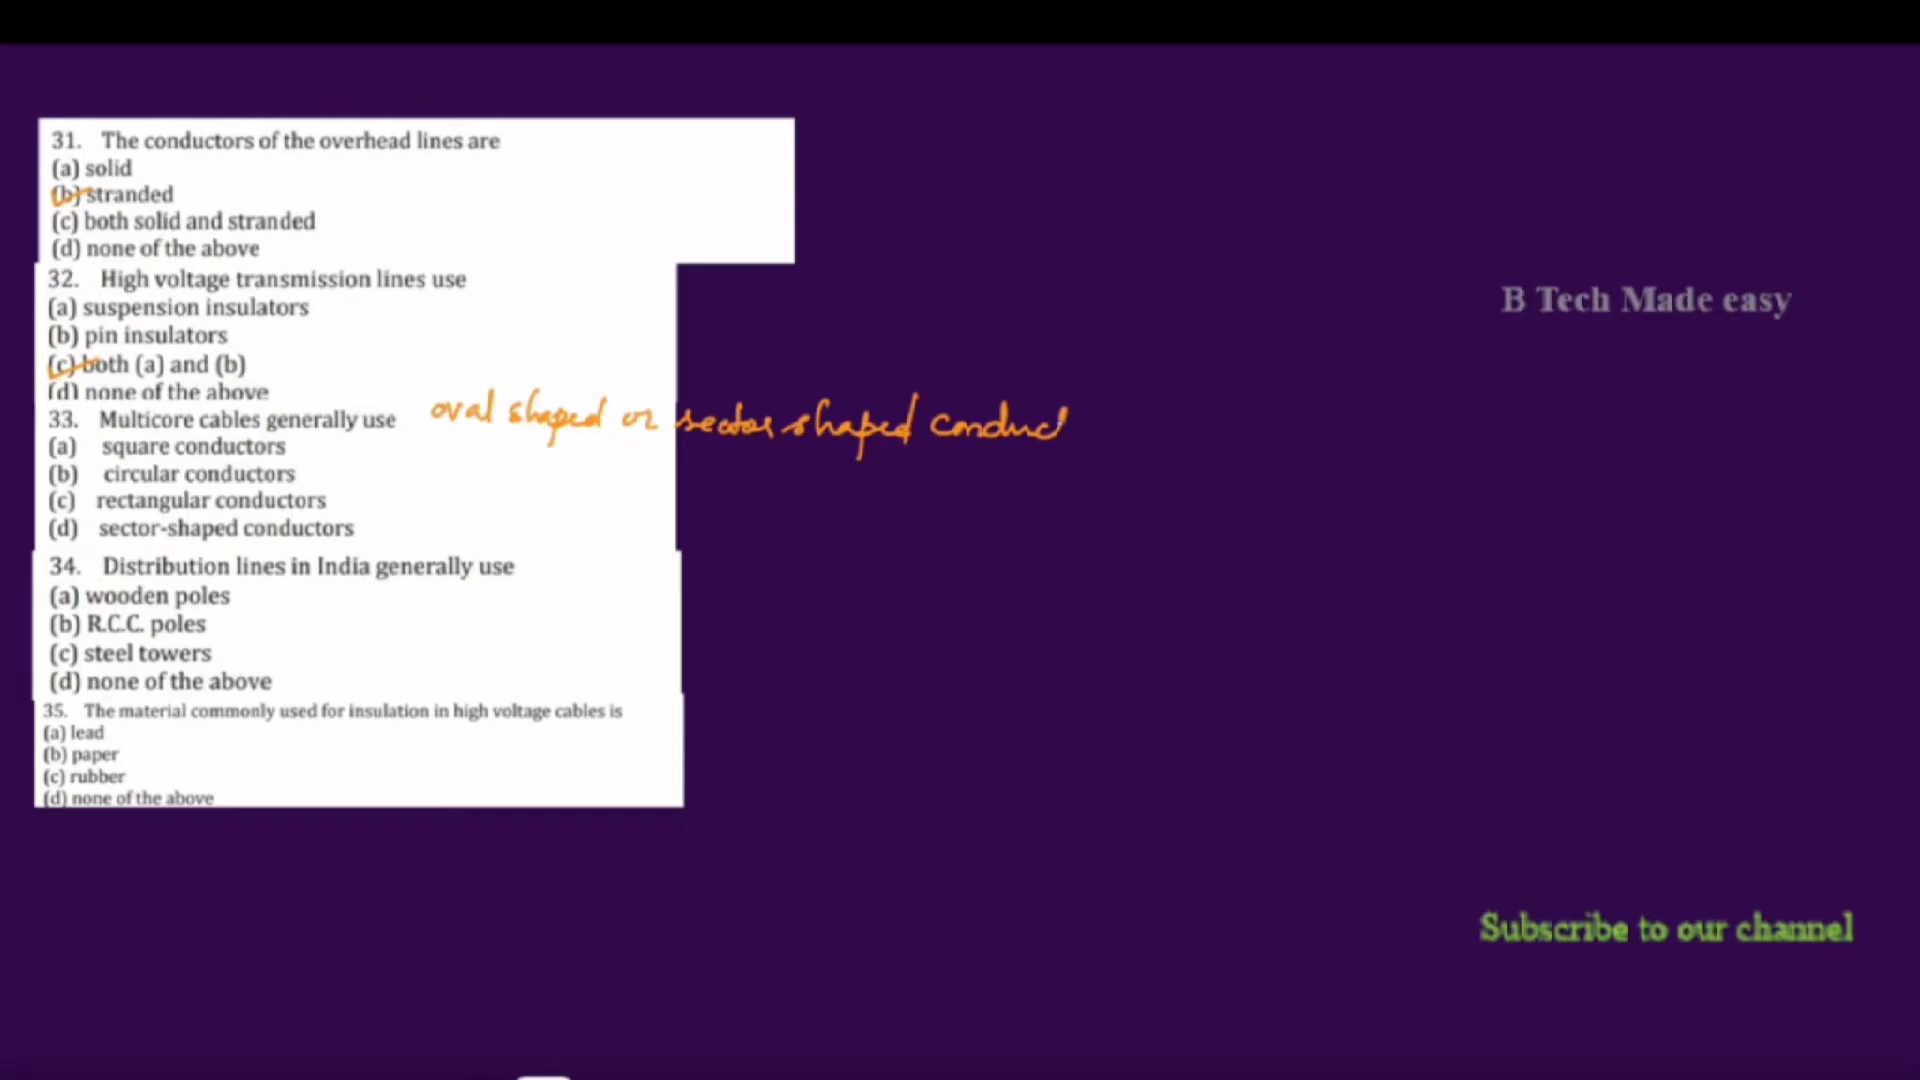 31. The conductors of the overhead lines are
(a) solid
(b) stranded
(c) both solid and stranded
(d) none of the above
32. High voltage transmission lines use
(a) suspension insulators
(b) pin insulators
(c) both (a) and (b)
(d) none of the above
33. Multicore cables generally use oval shaped or sector shaped conduc
(a) square conductors
(b) circular conductors
(c) rectangular conductors
(d) sector-shaped conductors
34. Distribution lines in India generally use
(a) wooden poles
(b) R.C.C. poles
(c) steel towers
(d) none of the above
35. The material commonly used for insulation in high voltage cables is
(a) lead
(b) paper
(c) rubber
(d) none of the above
B Tech Made easy
Subscribe to our channel